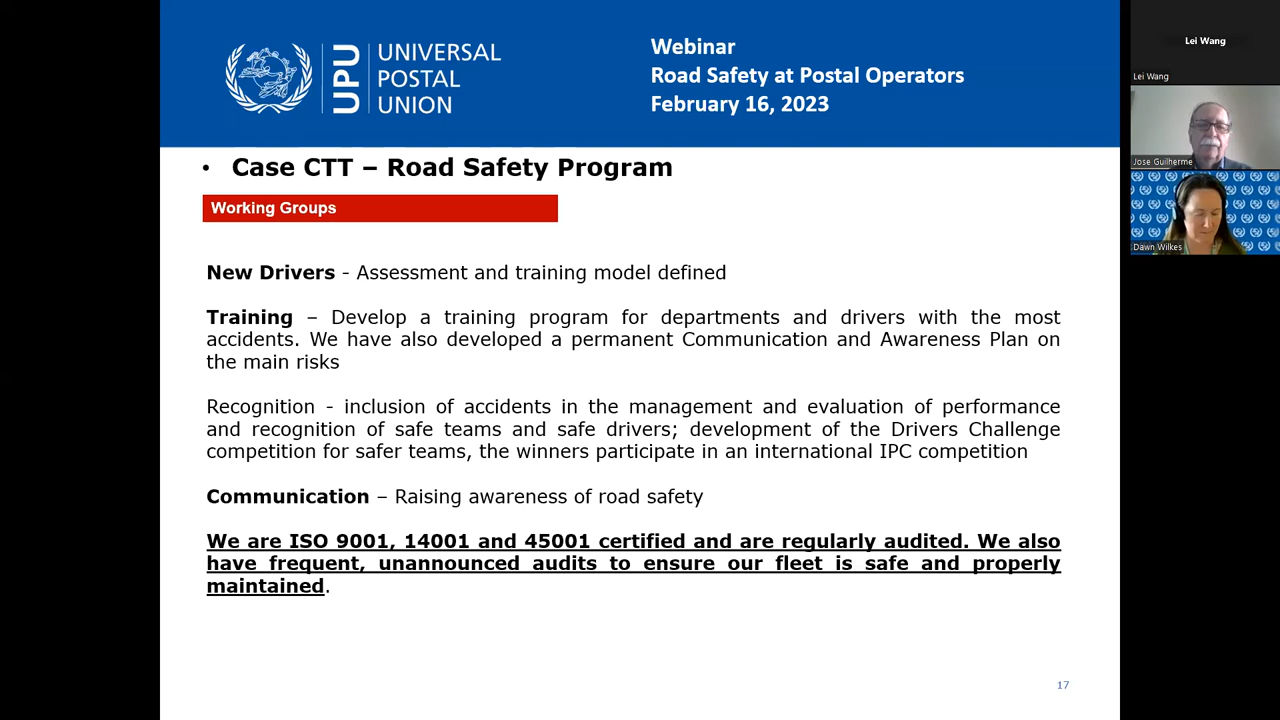 UPU
UNIVERSAL
POSTAL
UNION
Webinar
Road Safety at Postal Operators
February 16, 2023
• Case CTT – Road Safety Program
Working Groups
New Drivers - Assessment and training model defined
Training – Develop a training program for departments and drivers with the most
accidents. We have also developed a permanent Communication and Awareness Plan on
the main risks
Recognition - inclusion of accidents in the management and evaluation of performance
and recognition of safe teams and safe drivers; development of the Drivers Challenge
competition for safer teams, the winners participate in an international IPC competition
Communication – Raising awareness of road safety
We are ISO 9001, 14001 and 45001 certified and are regularly audited. We also
have frequent, unannounced audits to ensure our fleet is safe and properly
maintained.
17
Lei Wang
Lei Wang
Jose Guilherme
Dawn Wilkes